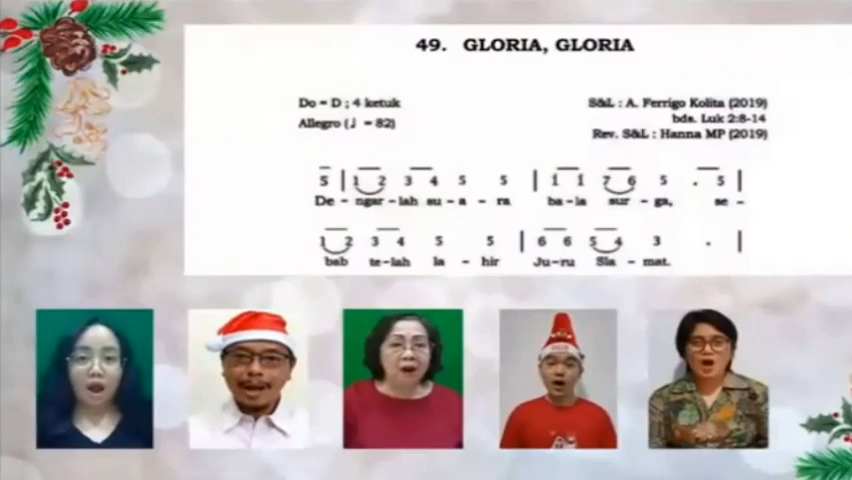 49. GLORIA, GLORIA
Do = D ; 4 ketuk
Allegro (♩ = 82)
S&L : A. Ferrigo Kolita (2019)
bds. Luk 2:8-14
Rev. S&L : Hanna MP (2019)
5 | 1 2 3 4 5 5 | 1 1 7 6 5 . 5 |
De - ngar - lah su - a - ra ba - la sur - ga, se -
1 2 3 4 5 5 | 6 6 5 4 3 . |
bab te - lah la - hir Ju - ru Sla - mat.